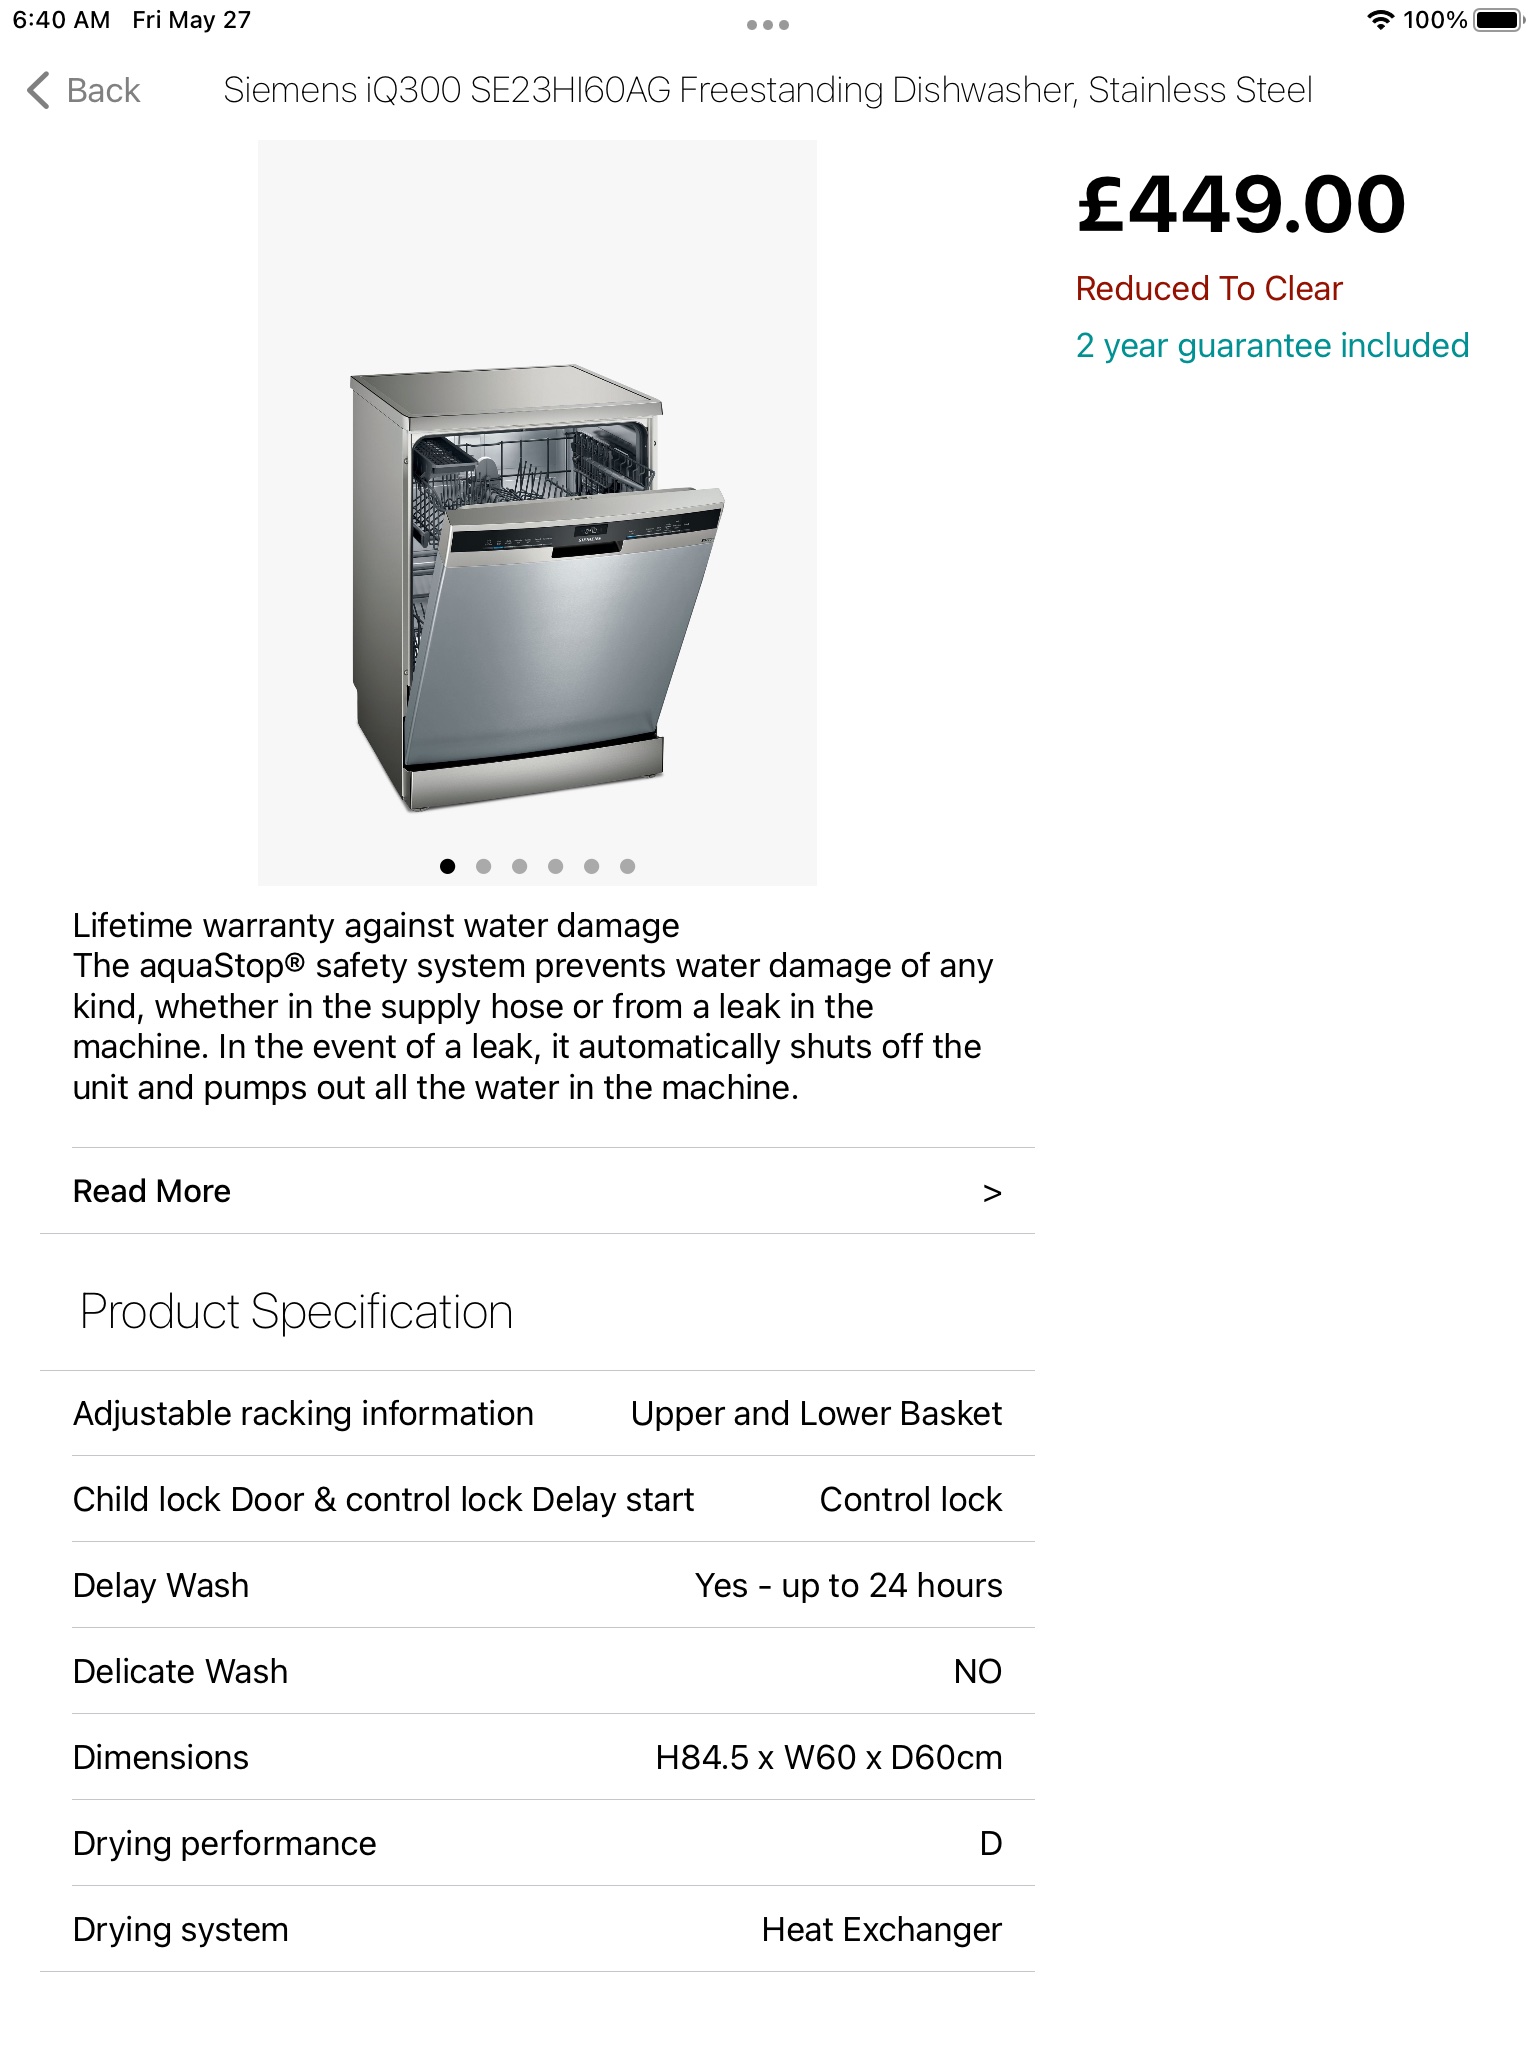 6:40 AM Fri May 27
100%
Back
Siemens iQ300 SE23HI60AG Freestanding Dishwasher, Stainless Steel
£449.00
Reduced To Clear
2 year guarantee included
SIEMENS
Lifetime warranty against water damage
The aquaStop® safety system prevents water damage of any
kind, whether in the supply hose or from a leak in the
machine. In the event of a leak, it automatically shuts off the
unit and pumps out all the water in the machine.
Read More >
Product Specification
Adjustable racking information Upper and Lower Basket
Child lock Door & control lock Delay start Control lock
Delay Wash Yes - up to 24 hours
Delicate Wash NO
Dimensions H84.5 x W60 x D60cm
Drying performance D
Drying system Heat Exchanger